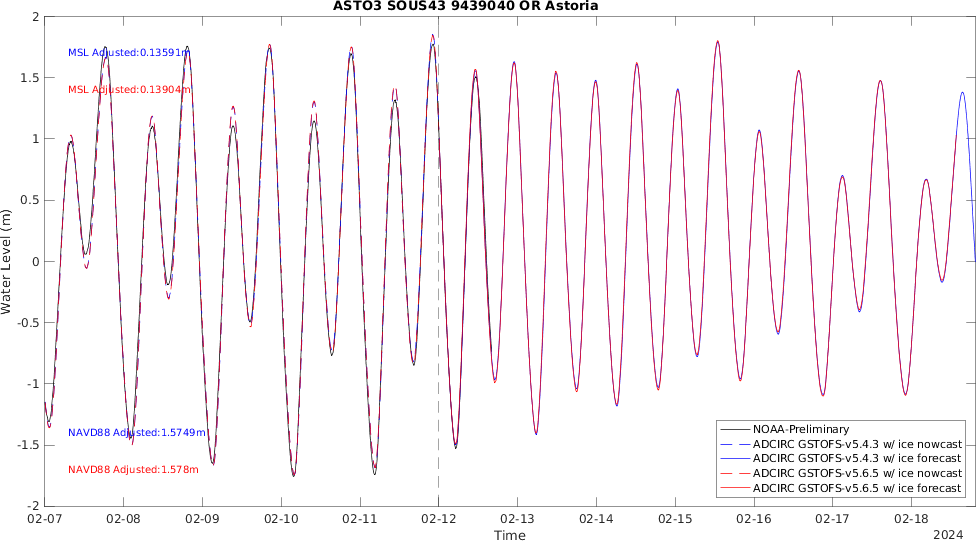 ASTO3 SOUS43 9439040 OR Astoria
2
1.5
1
0.5
0
-0.5
-1
-1.5
-2
Water Level (m)
MSL Adjusted:0.13591m
MSL Adjusted:0.13904m
NAVD88 Adjusted:1.5749m
NAVD88 Adjusted:1.578m
NOAA-Preliminary
ADCIRC GSTOFS-v5.4.3 w/ ice nowcast
ADCIRC GSTOFS-v5.4.3 w/ ice forecast
ADCIRC GSTOFS-v5.6.5 w/ ice nowcast
ADCIRC GSTOFS-v5.6.5 w/ ice forecast
02-07 02-08 02-09 02-10 02-11 02-12 02-13 02-14 02-15 02-16 02-17 02-18
Time
2024